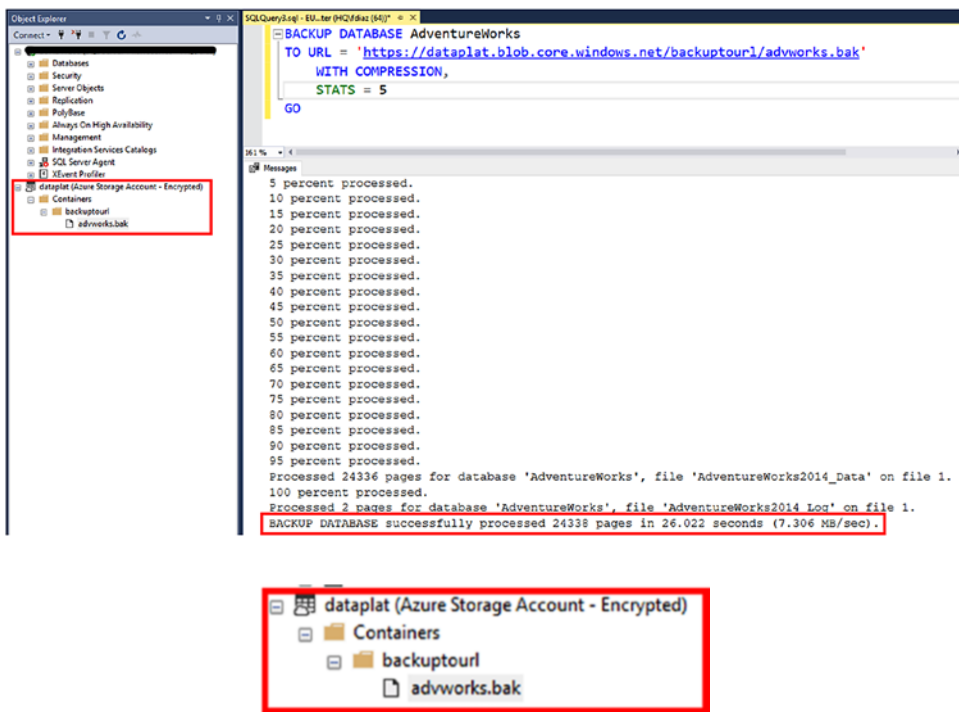 Object Explorer
Connect
Databases
Security
Server Objects
Replication
PolyBase
Always On High Availability
Management
Integration Services Catalogs
SQL Server Agent
XEvent Profiler
dataplat (Azure Storage Account - Encrypted)
Containers
backuptourl
advworks.bak
SQLQuery3.sql - EU...ter (HQ\fdiaz (64))*
BACKUP DATABASE AdventureWorks
TO URL = 'https://dataplat.blob.core.windows.net/backuptourl/advworks.bak'
WITH COMPRESSION,
STATS = 5
GO
161 %
Messages
5 percent processed.
10 percent processed.
15 percent processed.
20 percent processed.
25 percent processed.
30 percent processed.
35 percent processed.
40 percent processed.
45 percent processed.
50 percent processed.
55 percent processed.
60 percent processed.
65 percent processed.
70 percent processed.
75 percent processed.
80 percent processed.
85 percent processed.
90 percent processed.
95 percent processed.
Processed 24336 pages for database 'AdventureWorks', file 'AdventureWorks2014_Data' on file 1.
100 percent processed.
Processed 2 pages for database 'AdventureWorks', file 'AdventureWorks2014_Log' on file 1.
BACKUP DATABASE successfully processed 24338 pages in 26.022 seconds (7.306 MB/sec).
dataplat (Azure Storage Account - Encrypted)
Containers
backuptourl
advworks.bak